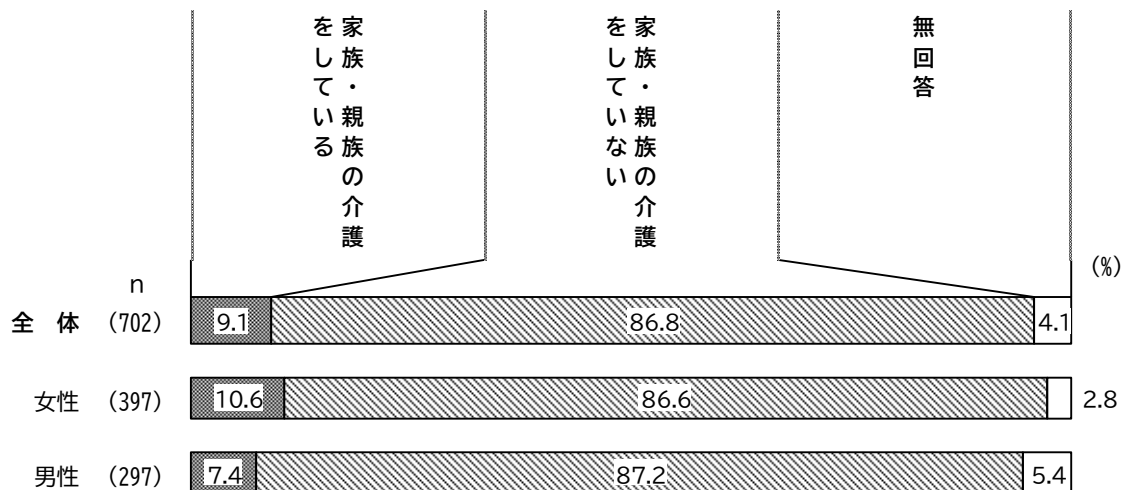 家族・親族の介護
をしている
家族・親族の介護
をしていない
無回答
(%)
n
全 体 (702) 9.1 86.8 4.1
女性 (397) 10.6 86.6 2.8
男性 (297) 7.4 87.2 5.4